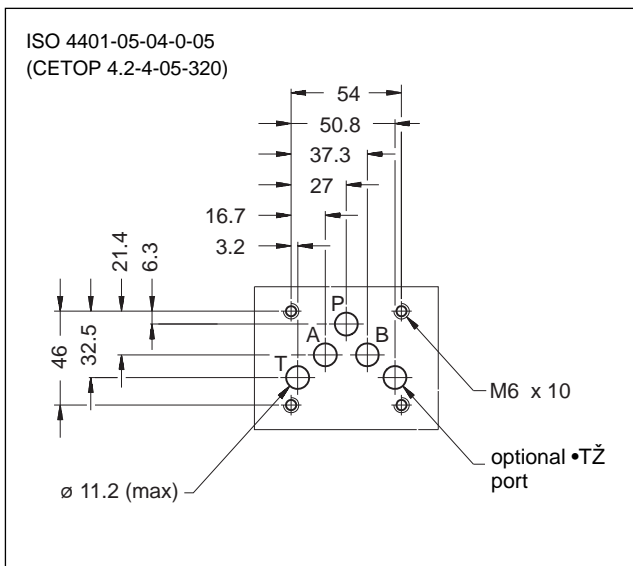 ISO 4401-05-04-0-05
(CETOP 4.2-4-05-320)
54
50.8
37.3
27
16.7
3.2
21.4
6.3
46
32.5
P
A
B
T
M6 x 10
ø 11.2 (max)
optional •TŽ
port